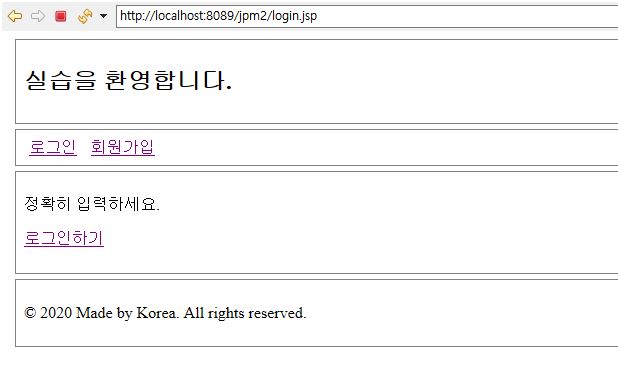 http://localhost:8089/jpm2/login.jsp
실습을 환영합니다.
로그인 회원가입
정확히 입력하세요.
로그인하기
© 2020 Made by Korea. All rights reserved.